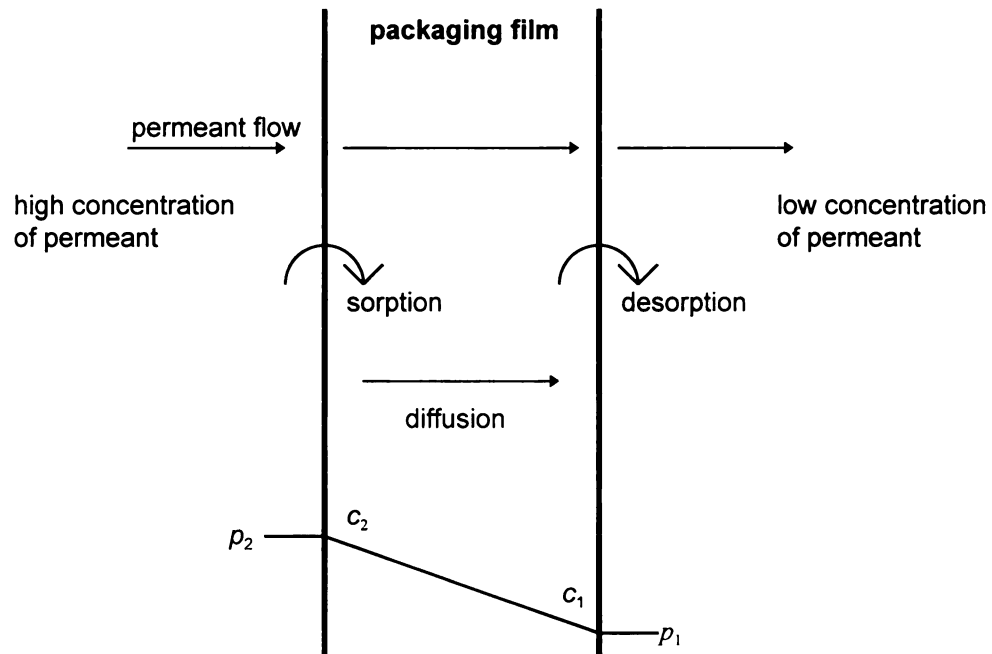 packaging film
permeant flow
high concentration
of permeant
low concentration
of permeant
sorption
desorption
diffusion
c₂
p₂
c₁
p₁